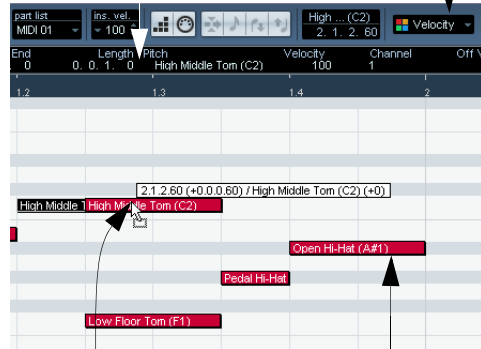 part list ins. vel. High ... (C2)
MIDI 01 100 2. 1. 2. 60 Velocity
End Length Pitch Velocity Channel Off V
. 0 0. 0. 1. 0 High Middle Tom (C2) 100 1
1.2 1.3 1.4 2
2.1.2.60 (+0.0.0.60) / High Middle Tom (C2) (+0)
High Middle T High Middle Tom (C2)
Open Hi-Hat (A#1)
Pedal Hi-Hat
Low Floor Tom (F1)